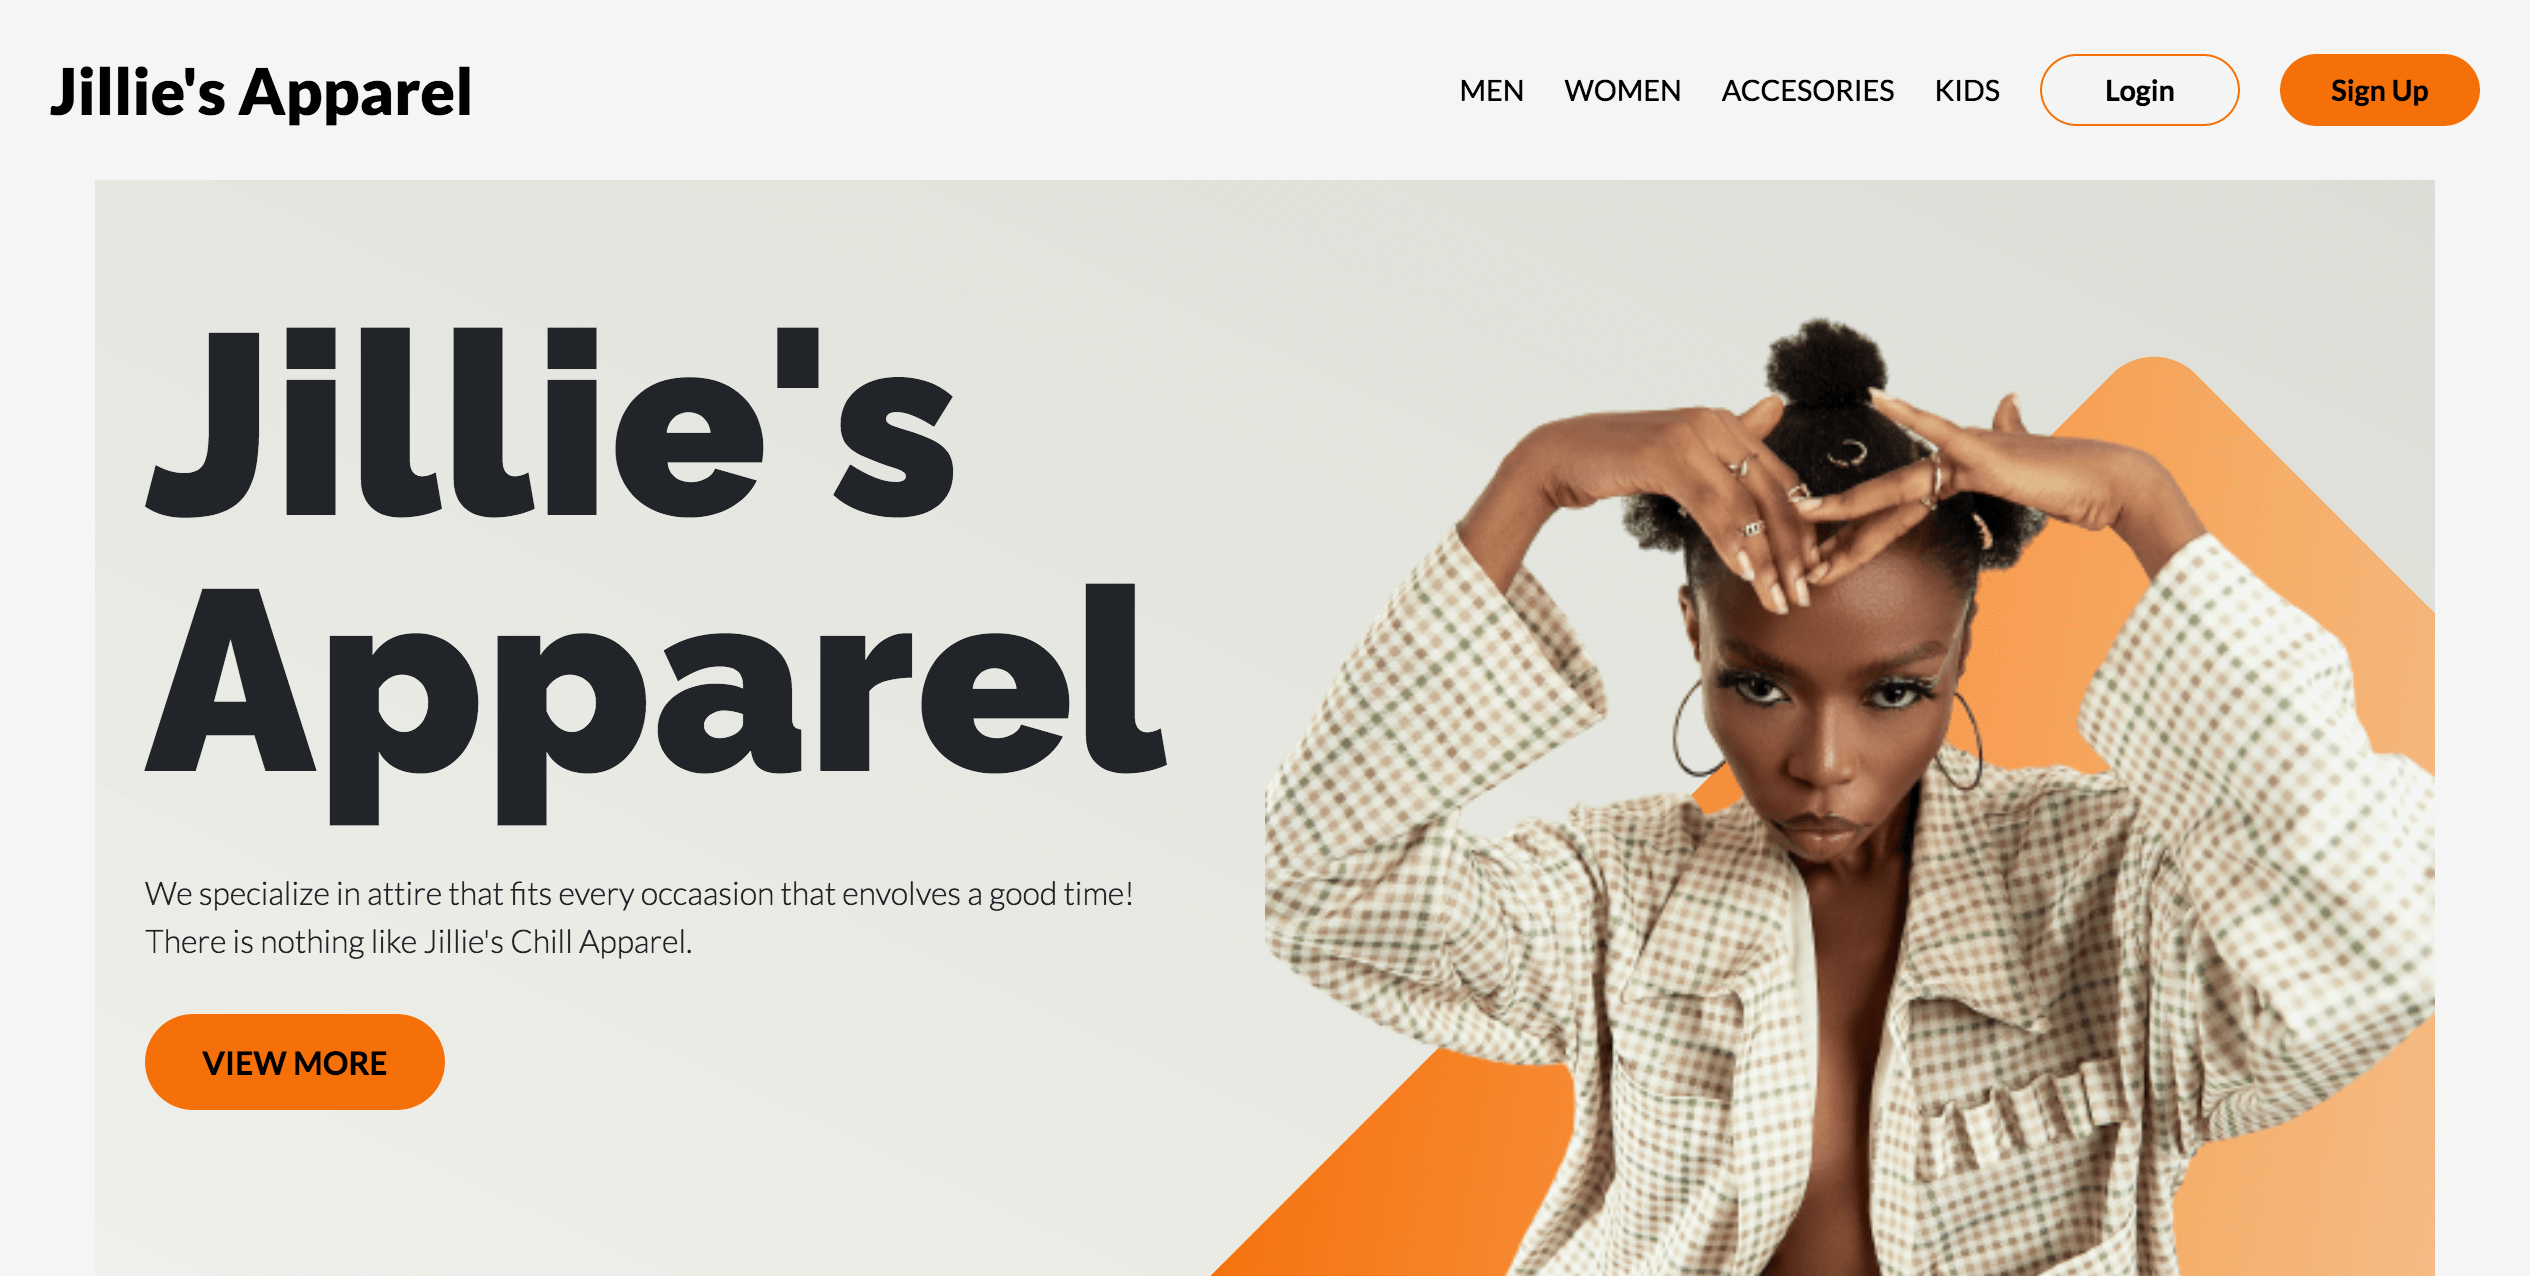 Jillie's Apparel
MEN WOMEN ACCESORIES KIDS Login Sign Up
Jillie's
Apparel
We specialize in attire that fits every occaasion that envolves a good time!
There is nothing like Jillie's Chill Apparel.
VIEW MORE